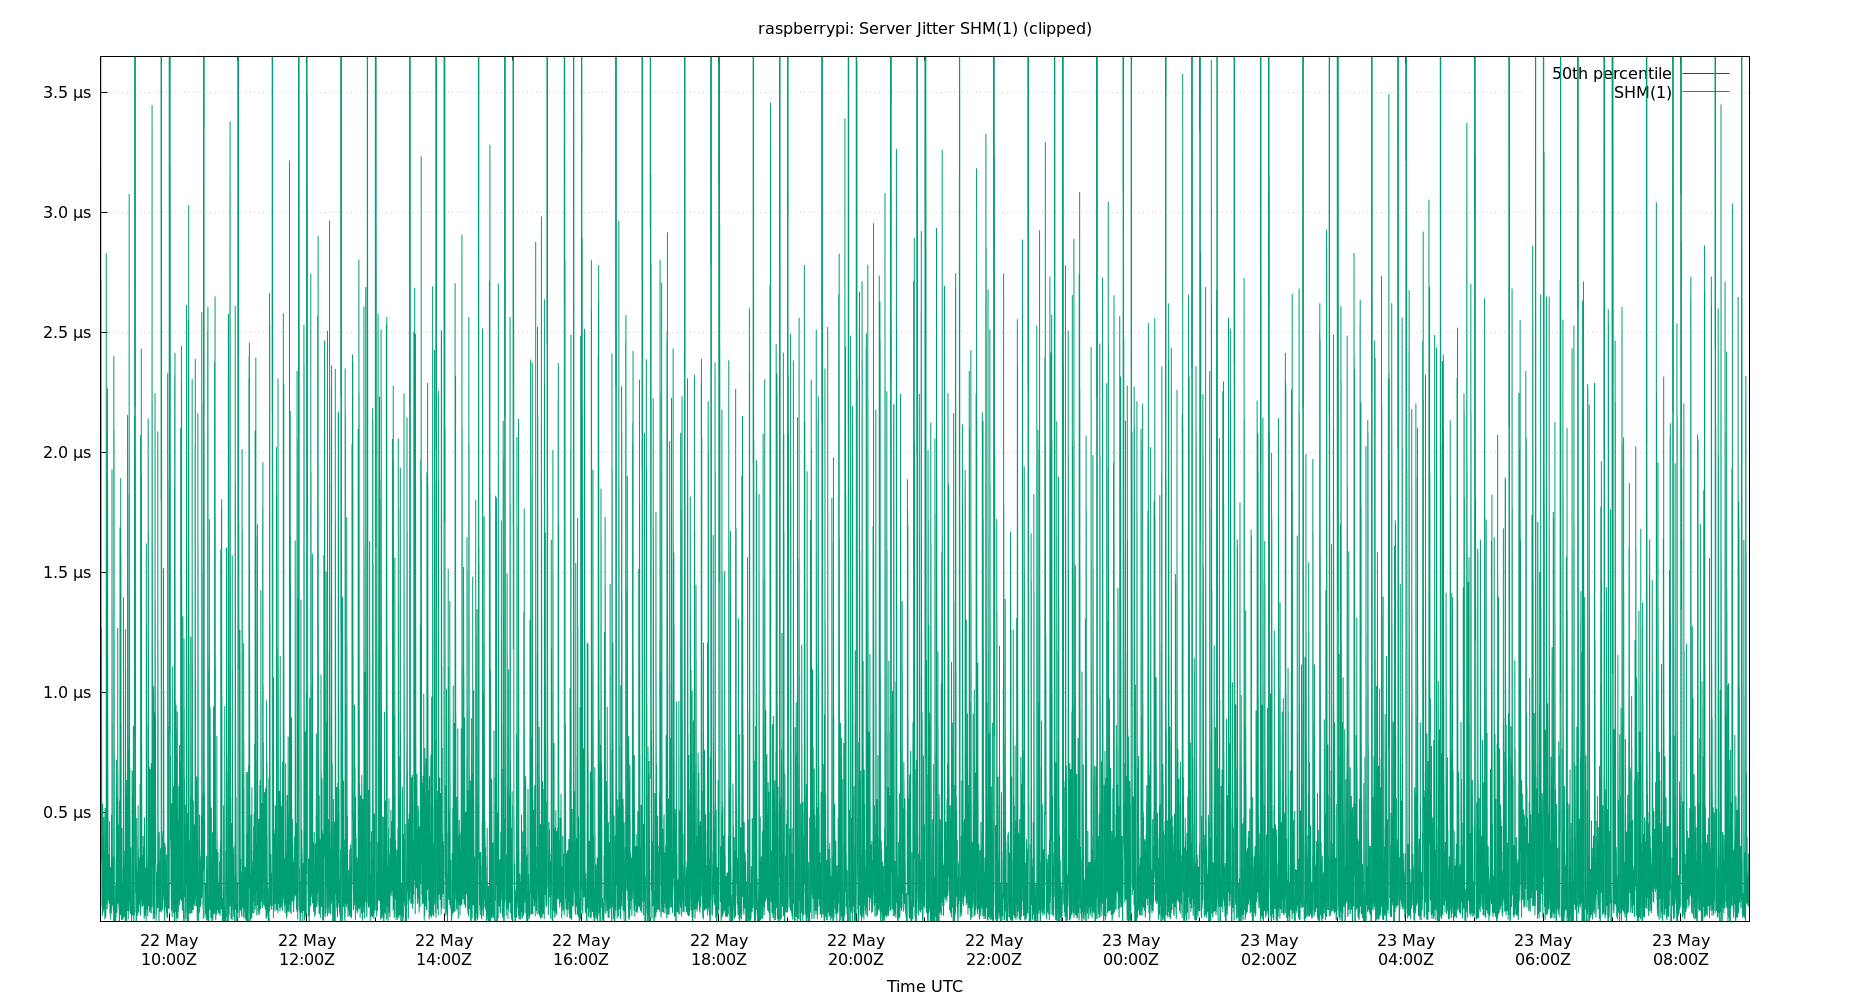 raspberrypi: Server Jitter SHM(1) (clipped)
50th percentile
SHM(1)
3.5 µs
3.0 µs
2.5 µs
2.0 µs
1.5 µs
1.0 µs
0.5 µs
22 May 22 May 22 May 22 May 22 May 22 May 22 May 23 May 23 May 23 May 23 May 23 May
10:00Z 12:00Z 14:00Z 16:00Z 18:00Z 20:00Z 22:00Z 00:00Z 02:00Z 04:00Z 06:00Z 08:00Z
Time UTC